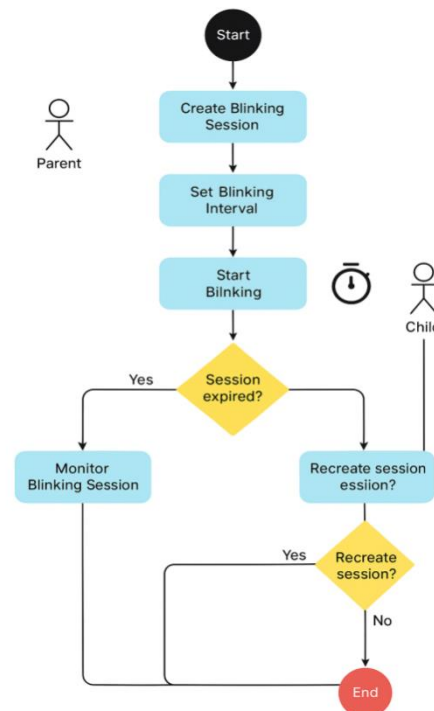 Start
Create Blinking
Session
Parent
Set Blinking
Interval
Start
Bilnking
Child
Session
expired?
Yes
Monitor
Blinking Session
Recreate session
essiion?
Yes
Recreate
session?
No
End